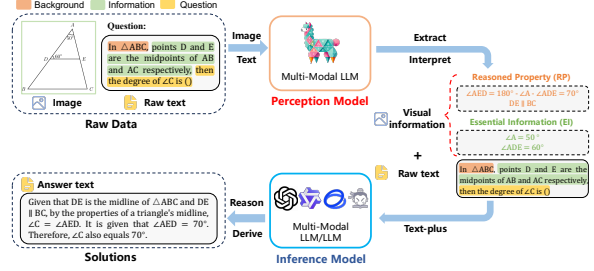 Background Information Question
Question:
In △ABC, points D and E
are the midpoints of AB
and AC respectively, then
the degree of ∠C is ()
A
50°
D 60° E
B C
Image Raw text
Raw Data
Image
Text
Multi-Modal LLM
Perception Model
Extract
Interpret
Reasoned Property (RP)
∠AED = 180° - ∠A - ∠ADE = 70°
DE ∥ BC
Essential Information (EI)
∠A = 50 °
∠ADE = 60°
Visual
information
+
Raw text
In △ABC, points D and E are the
midpoints of AB and AC respectively,
then the degree of ∠C is ()
Text-plus
Multi-Modal
LLM/LLM
Inference Model
Reason
Derive
Answer text
Given that DE is the midline of △ABC and DE
∥ BC, by the properties of a triangle's midline,
∠C = ∠AED. It is given that ∠AED = 70°.
Therefore, ∠C also equals 70°.
Solutions